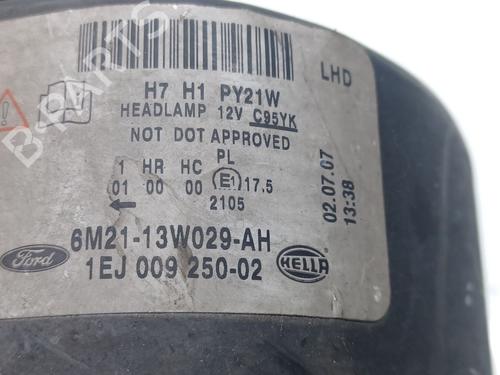 H7 H1 PY21W
LHD
HEADLAMP 12V C95YK
NOT DOT APPROVED
PL
1 HR HC E1 17,5
01 00 00
2105
02.07.07
13:38
6M21-13W029-AH
Ford
1EJ 009 250-02
HELLA
B-PARTS